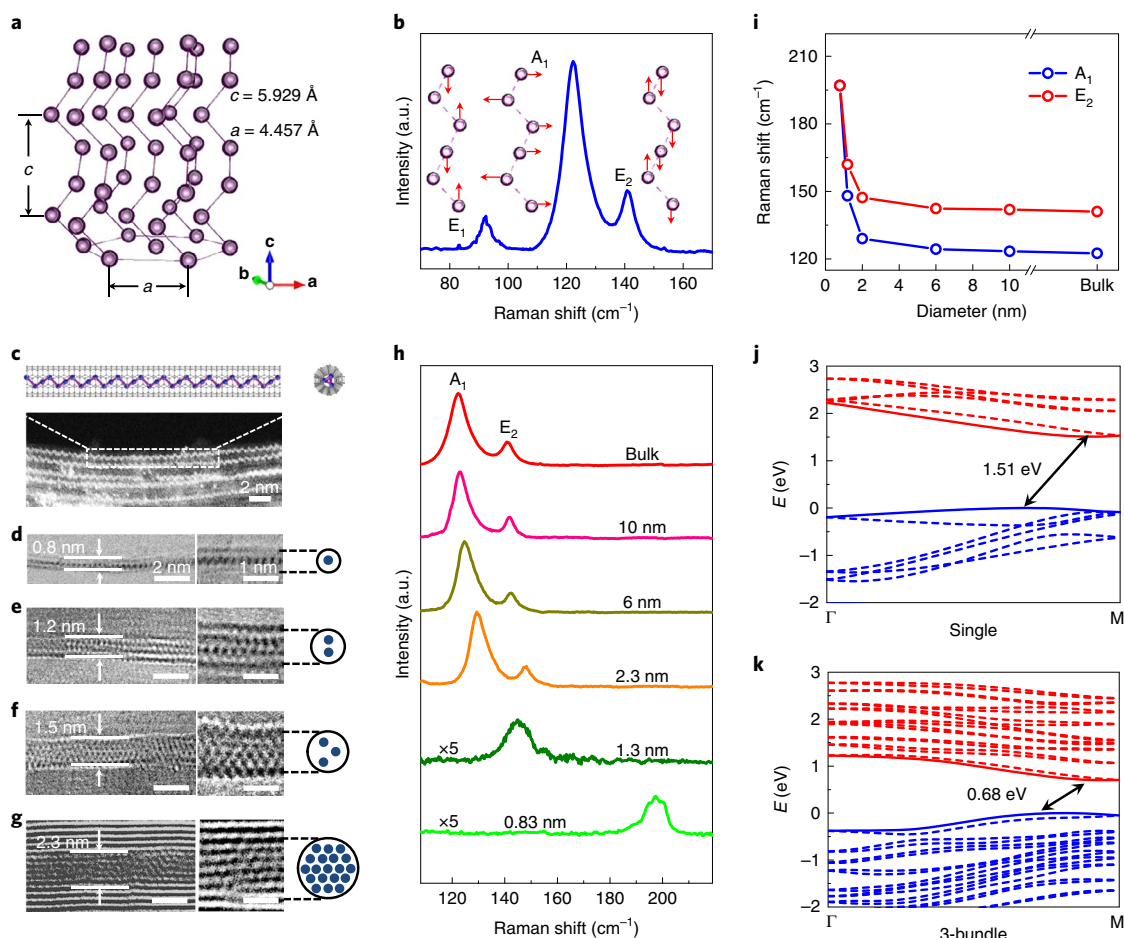 a
c = 5.929 Å
a = 4.457 Å
c
a
c
b
a
b
Intensity (a.u.)
A1
E1
E2
80 100 120 140 160
Raman shift (cm−1)
i
Raman shift (cm−1)
210
180
150
120
A1
E2
0 2 4 6 8 10 Bulk
Diameter (nm)
c
2 nm
d
0.8 nm
2 nm
1 nm
e
1.2 nm
f
1.5 nm
g
2.3 nm
h
Intensity (a.u.)
A1
E2
Bulk
10 nm
6 nm
2.3 nm
×5 1.3 nm
×5 0.83 nm
120 140 160 180 200
Raman shift (cm−1)
j
E (eV)
3
2
1
0
−1
−2
1.51 eV
Γ M
Single
k
E (eV)
3
2
1
0
−1
−2
0.68 eV
Γ M
3-bundle